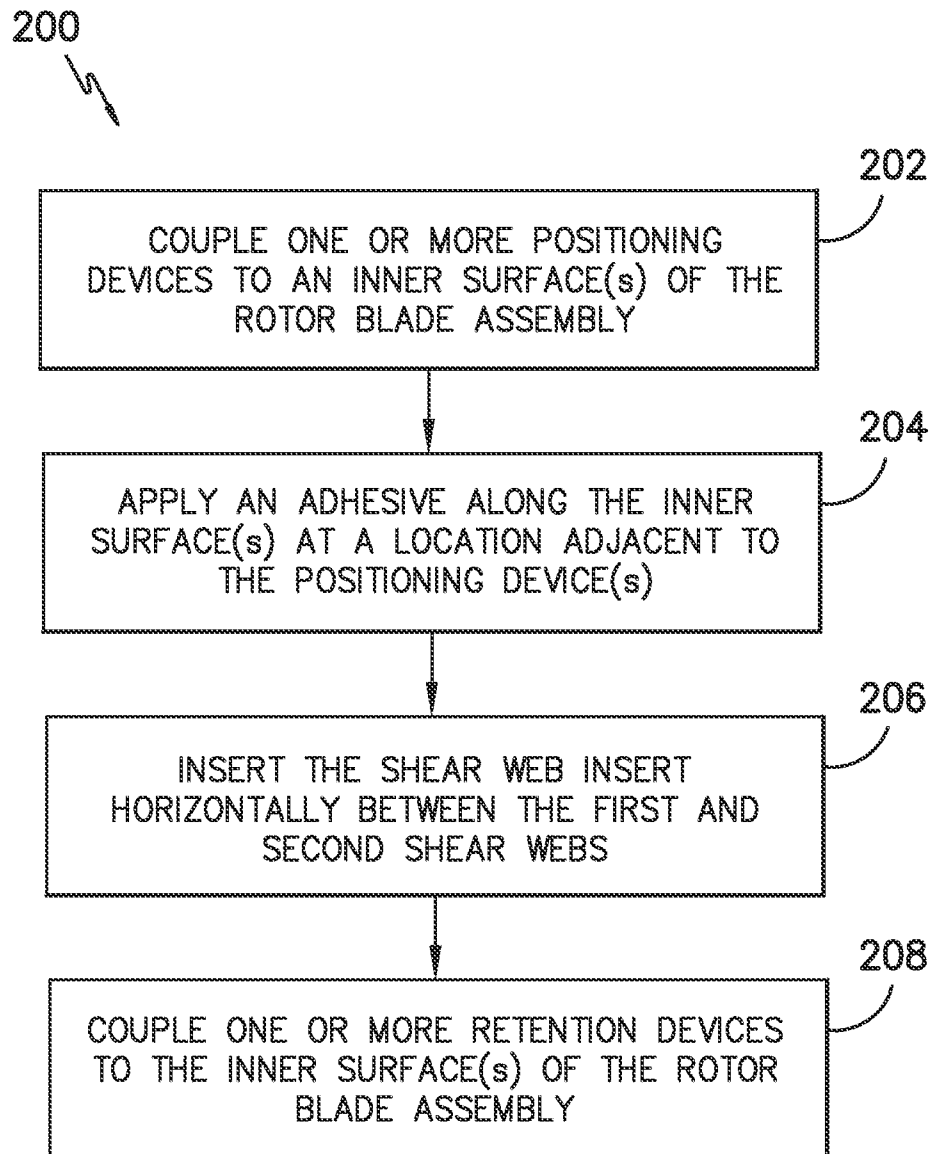 200
202
COUPLE ONE OR MORE POSITIONING
DEVICES TO AN INNER SURFACE(s) OF THE
ROTOR BLADE ASSEMBLY
204
APPLY AN ADHESIVE ALONG THE INNER
SURFACE(s) AT A LOCATION ADJACENT TO
THE POSITIONING DEVICE(s)
206
INSERT THE SHEAR WEB INSERT
HORIZONTALLY BETWEEN THE FIRST AND
SECOND SHEAR WEBS
208
COUPLE ONE OR MORE RETENTION DEVICES
TO THE INNER SURFACE(s) OF THE ROTOR
BLADE ASSEMBLY